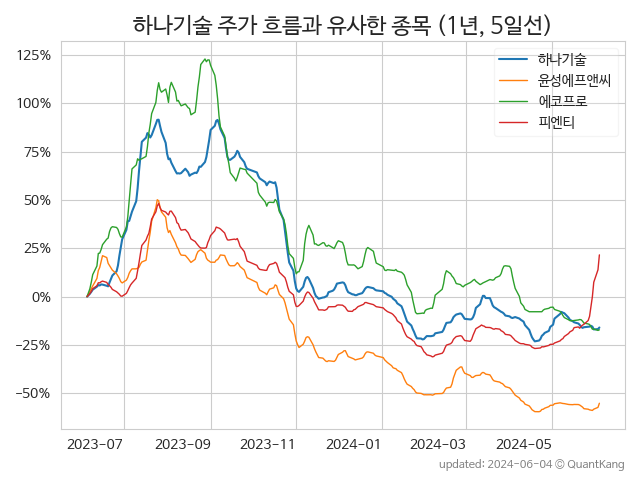 하나기술 주가 흐름과 유사한 종목 (1년, 5일선)
하나기술
윤성에프앤씨
에코프로
피엔티
125%
100%
75%
50%
25%
0%
−25%
−50%
2023-07
2023-09
2023-11
2024-01
2024-03
2024-05
updated: 2024-06-04 © QuantKang